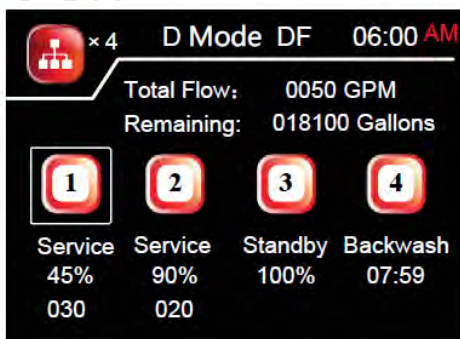 × 4 D Mode DF 06:00 AM
Total Flow: 0050 GPM
Remaining: 018100 Gallons
1 2 3 4
Service Service Standby Backwash
45% 90% 100% 07:59
030 020